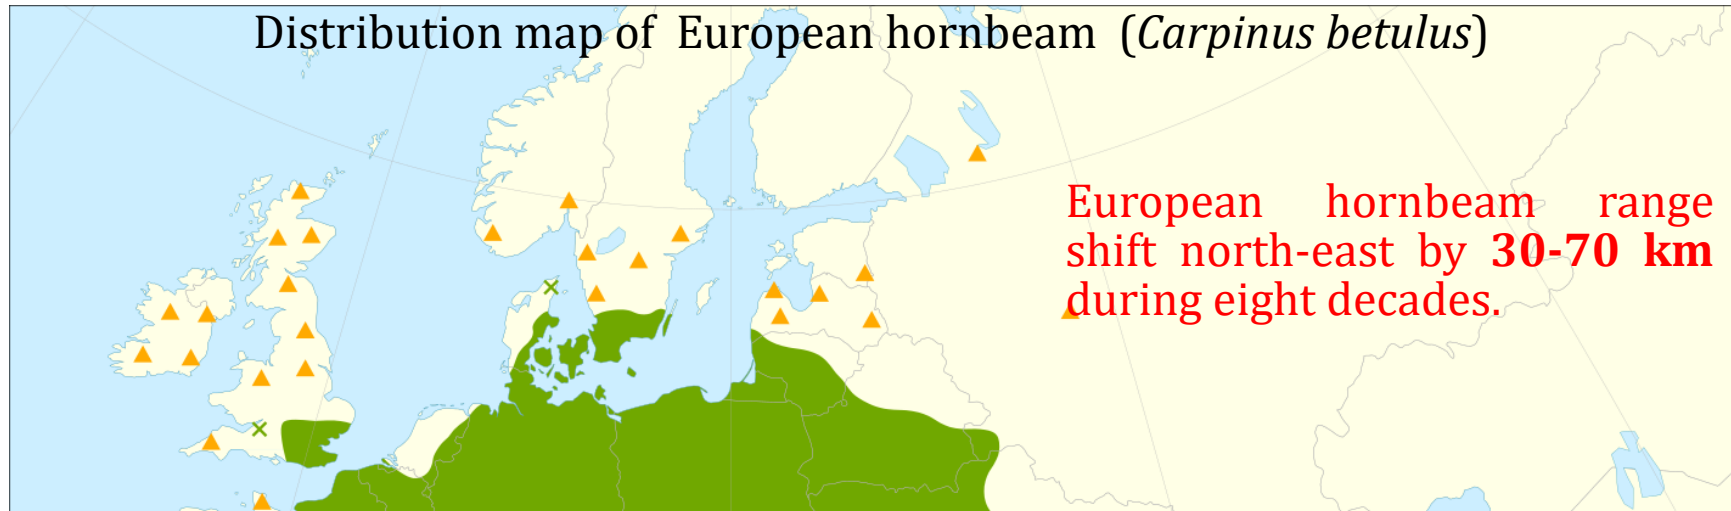 Distribution map of European hornbeam (Carpinus betulus)
European hornbeam range
shift north-east by 30-70 km
during eight decades.